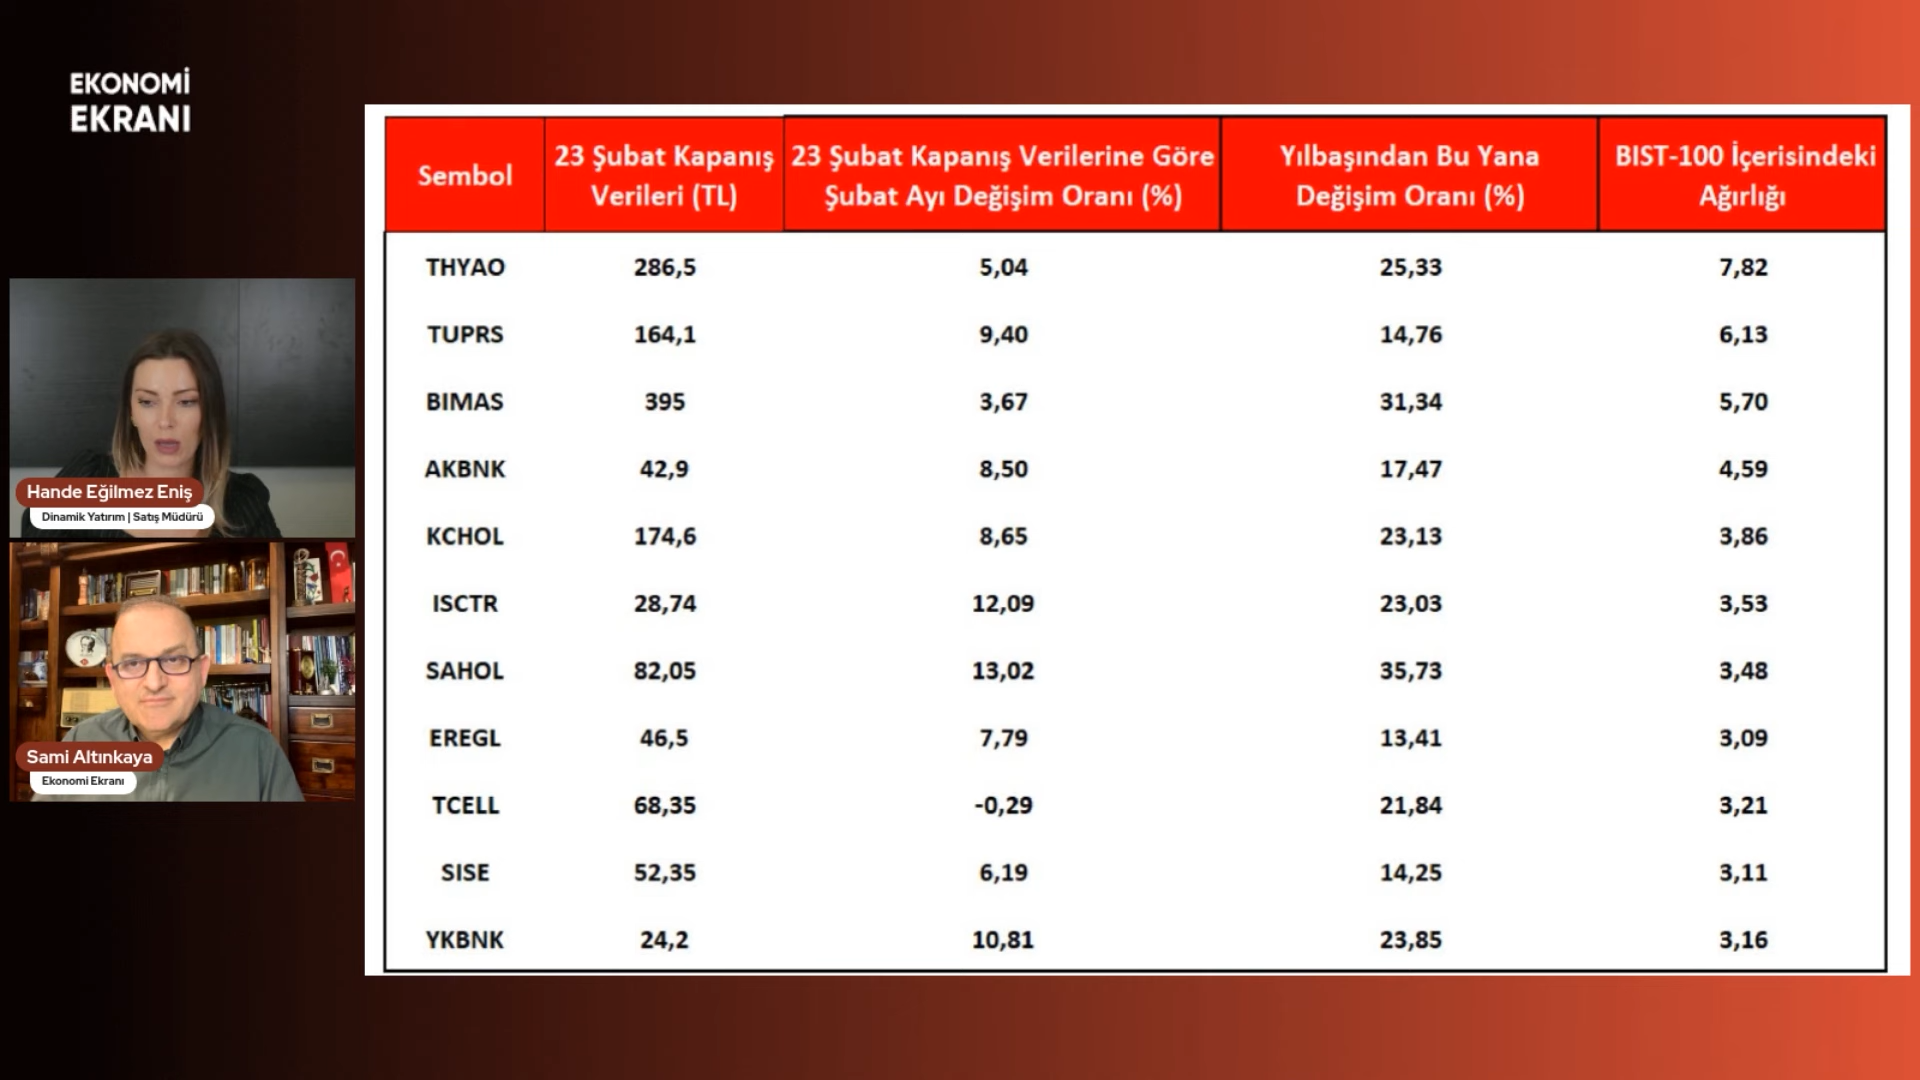 EKONOMİ
EKRANI
Sembol
23 Şubat Kapanış
Verileri (TL)
23 Şubat Kapanış Verilerine Göre
Şubat Ayı Değişim Oranı (%)
Yılbaşından Bu Yana
Değişim Oranı (%)
BIST-100 İçerisindeki
Ağırlığı
THYAO 286,5 5,04 25,33 7,82
TUPRS 164,1 9,40 14,76 6,13
BIMAS 395 3,67 31,34 5,70
AKBNK 42,9 8,50 17,47 4,59
KCHOL 174,6 8,65 23,13 3,86
ISCTR 28,74 12,09 23,03 3,53
SAHOL 82,05 13,02 35,73 3,48
EREGL 46,5 7,79 13,41 3,09
TCELL 68,35 -0,29 21,84 3,21
SISE 52,35 6,19 14,25 3,11
YKBNK 24,2 10,81 23,85 3,16
Hande Eğilmez Eniş
Dinamik Yatırım | Satış Müdürü
Sami Altınkaya
Ekonomi Ekranı